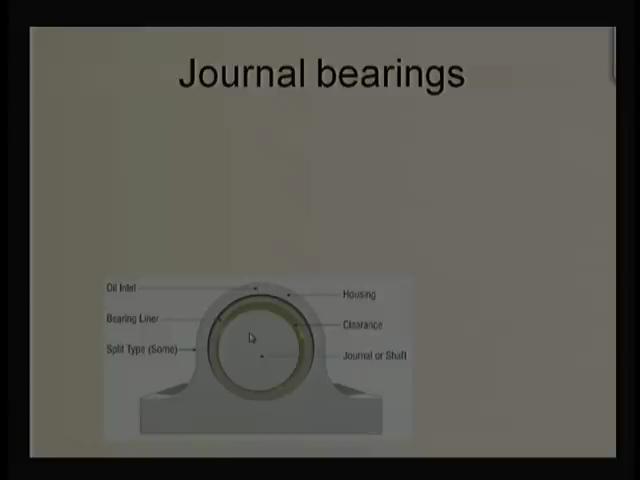 Journal bearings
Oil Inlet
Housing
Bearing Liner
Clearance
Split Type (Some)
Journal or Shaft